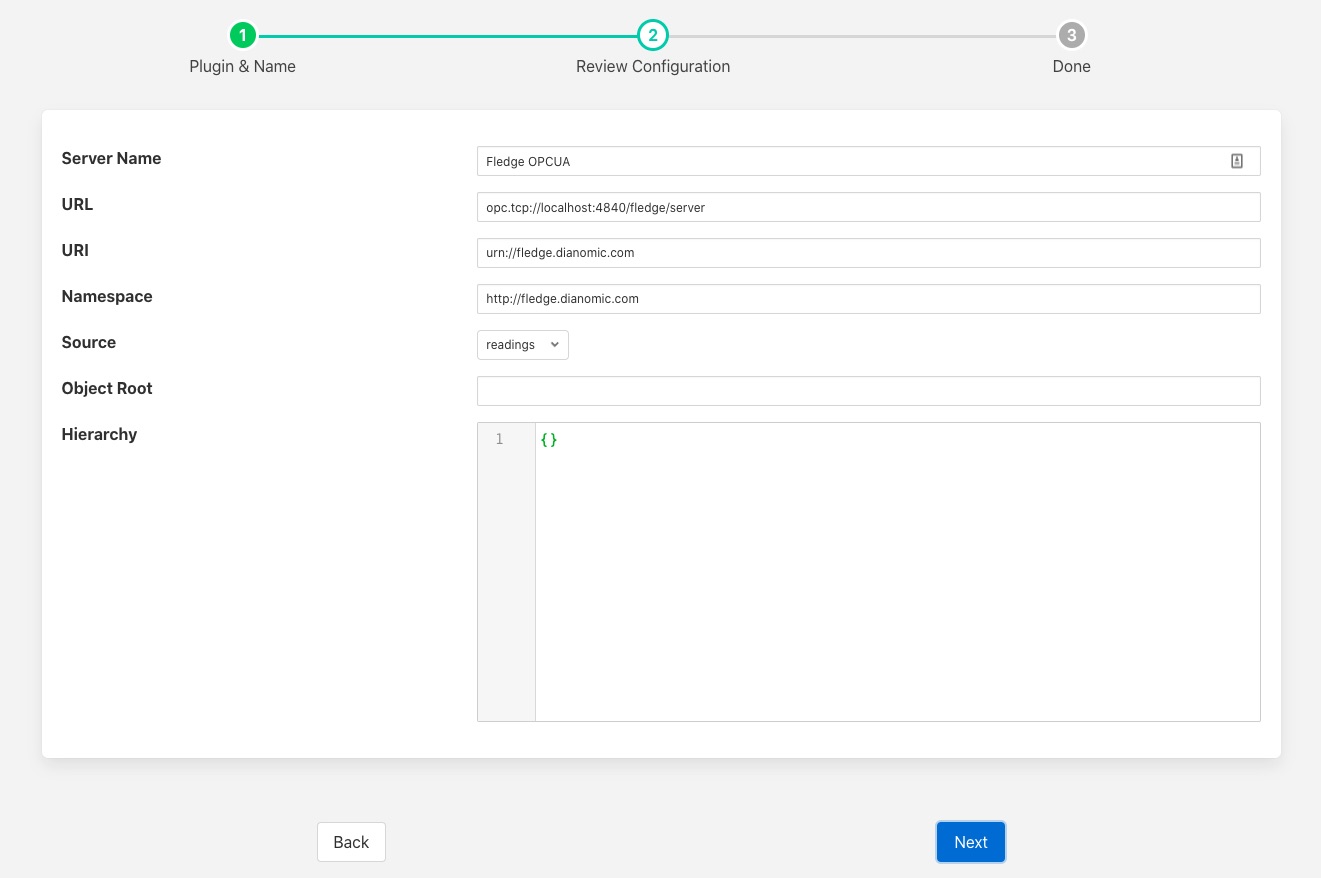 1 2 3
Plugin & Name Review Configuration Done
Server Name Fledge OPCUA
URL opc.tcp://localhost:4840/fledge/server
URI urn://fledge.dianomic.com
Namespace http://fledge.dianomic.com
Source readings
Object Root
Hierarchy 1 {}
Back Next